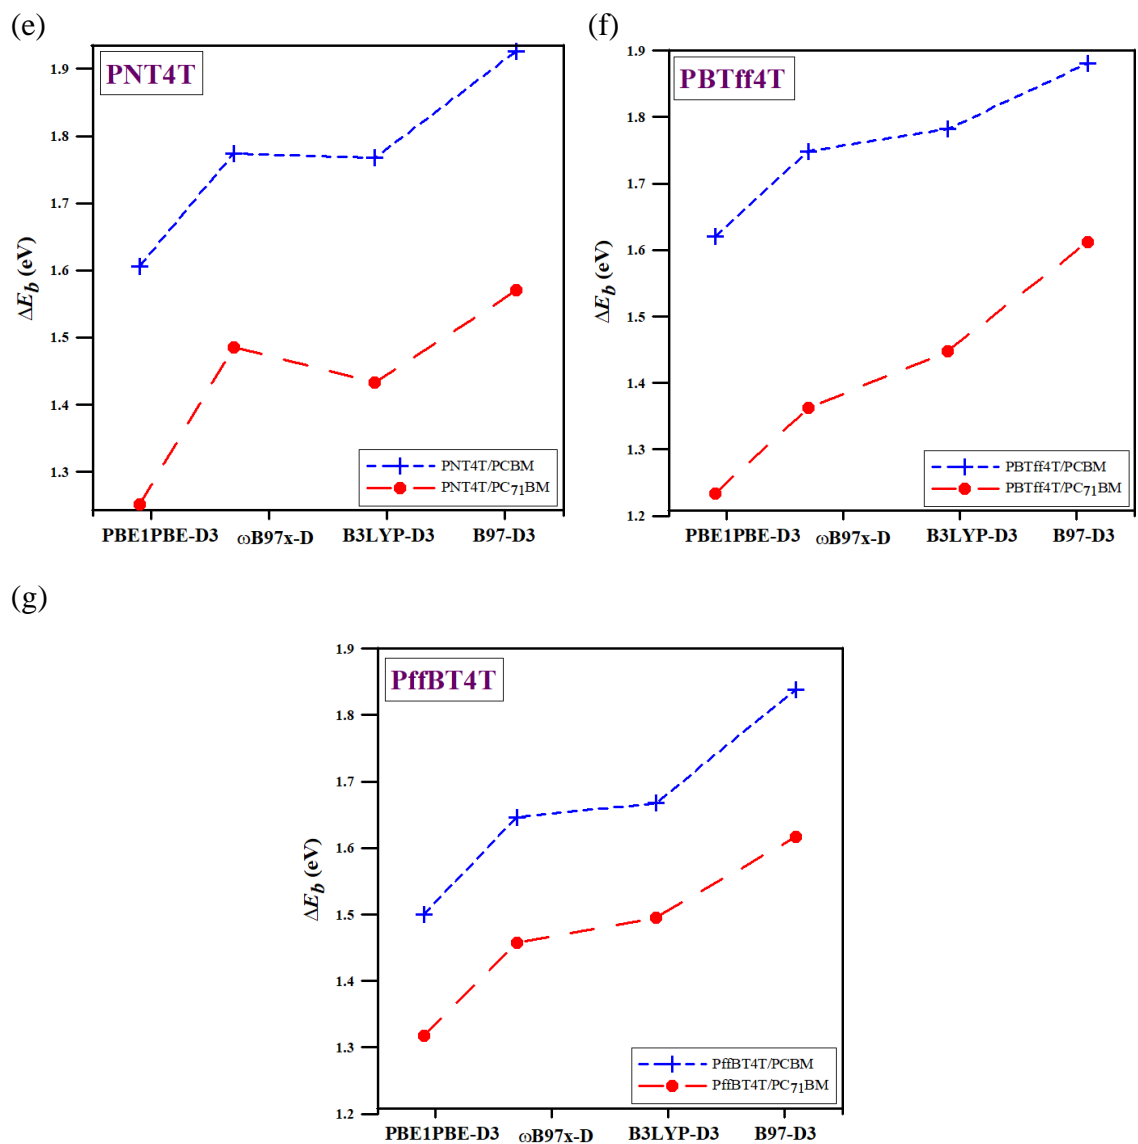 (e)
PNT4T
ΔE_b (eV)
1.9
1.8
1.7
1.6
1.5
1.4
1.3
PNT4T/PCBM
PNT4T/PC₇₁BM
PBE1PBE-D3 ωB97x-D B3LYP-D3 B97-D3
(f)
PBTff4T
ΔE_b (eV)
1.9
1.8
1.7
1.6
1.5
1.4
1.3
1.2
PBTff4T/PCBM
PBTff4T/PC₇₁BM
PBE1PBE-D3 ωB97x-D B3LYP-D3 B97-D3
(g)
PffBT4T
ΔE_b (eV)
1.9
1.8
1.7
1.6
1.5
1.4
1.3
1.2
PffBT4T/PCBM
PffBT4T/PC₇₁BM
PBE1PBE-D3 ωB97x-D B3LYP-D3 B97-D3